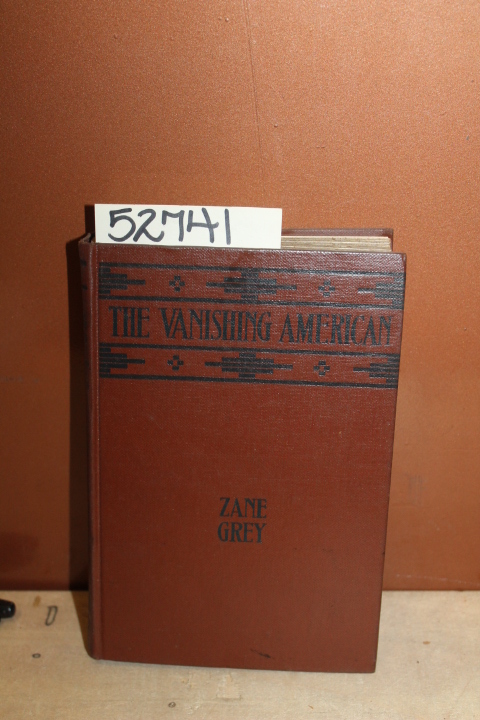 52741
THE VANISHING AMERICAN
ZANE
GREY